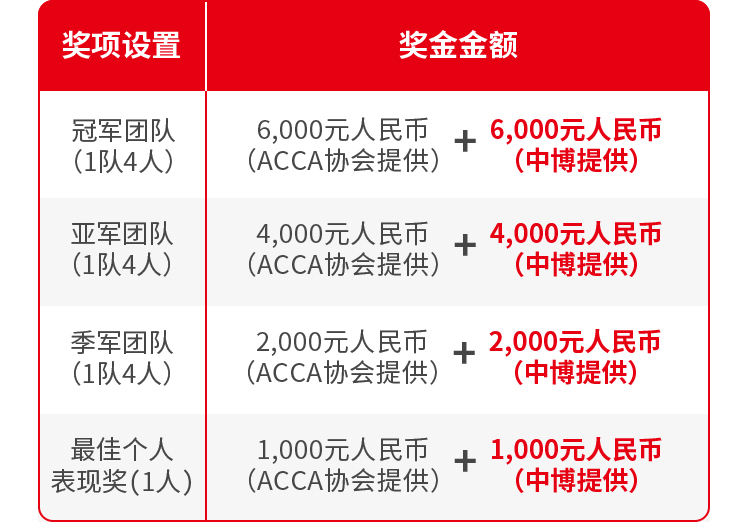 奖项设置 奖金金额
冠军团队
（1队4人）
6,000元人民币
（ACCA协会提供）
+
6,000元人民币
（中博提供）
亚军团队
（1队4人）
4,000元人民币
（ACCA协会提供）
+
4,000元人民币
（中博提供）
季军团队
（1队4人）
2,000元人民币
（ACCA协会提供）
+
2,000元人民币
（中博提供）
最佳个人
表现奖(1人)
1,000元人民币
（ACCA协会提供）
+
1,000元人民币
（中博提供）